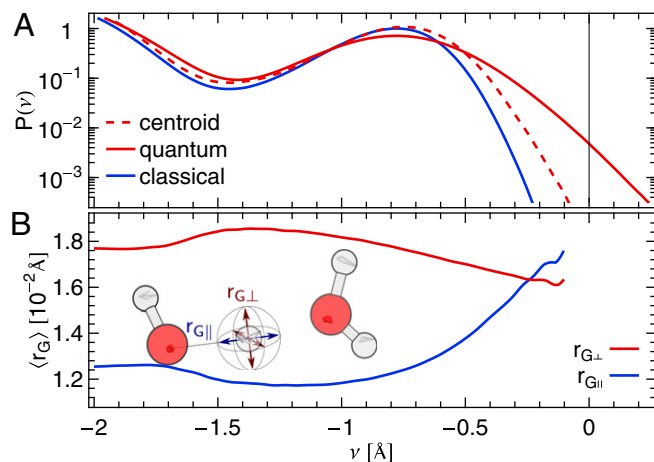 A
P(ν)
1
10⁻¹
10⁻²
10⁻³
centroid
quantum
classical
B
⟨r_G⟩ [10⁻² Å]
1.8
1.6
1.4
1.2
r_G⊥
r_G∥
r_G⊥
r_G∥
−2
−1.5
−1
−0.5
0
ν [Å]